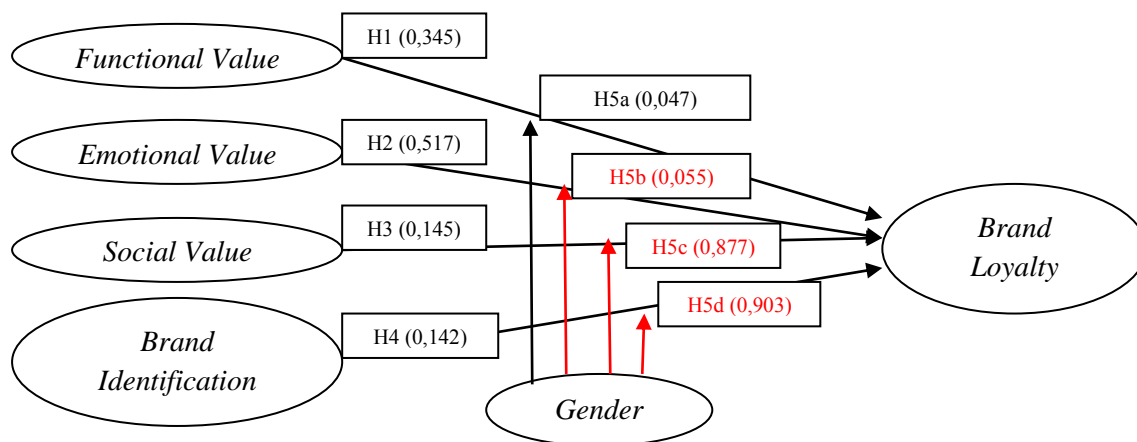 H1 (0,345)
Functional Value
H5a (0,047)
H2 (0,517)
Emotional Value
H5b (0,055)
H3 (0,145)
Social Value
H5c (0,877)
Brand
Loyalty
H5d (0,903)
H4 (0,142)
Brand
Identification
Gender